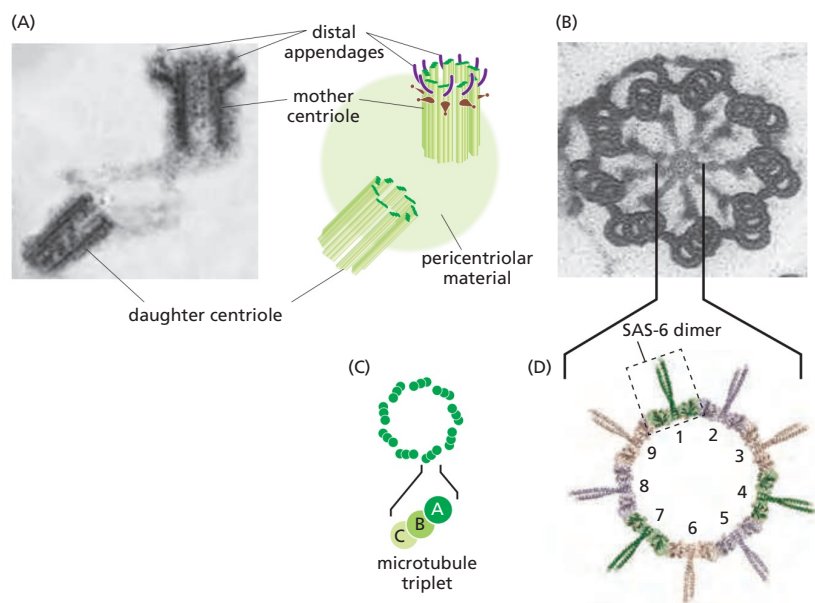 (A)
distal
appendages
mother
centriole
pericentriolar
material
daughter centriole
(B)
SAS-6 dimer
(C)
A
B
C
microtubule
triplet
(D)
1
2
3
4
5
6
7
8
9